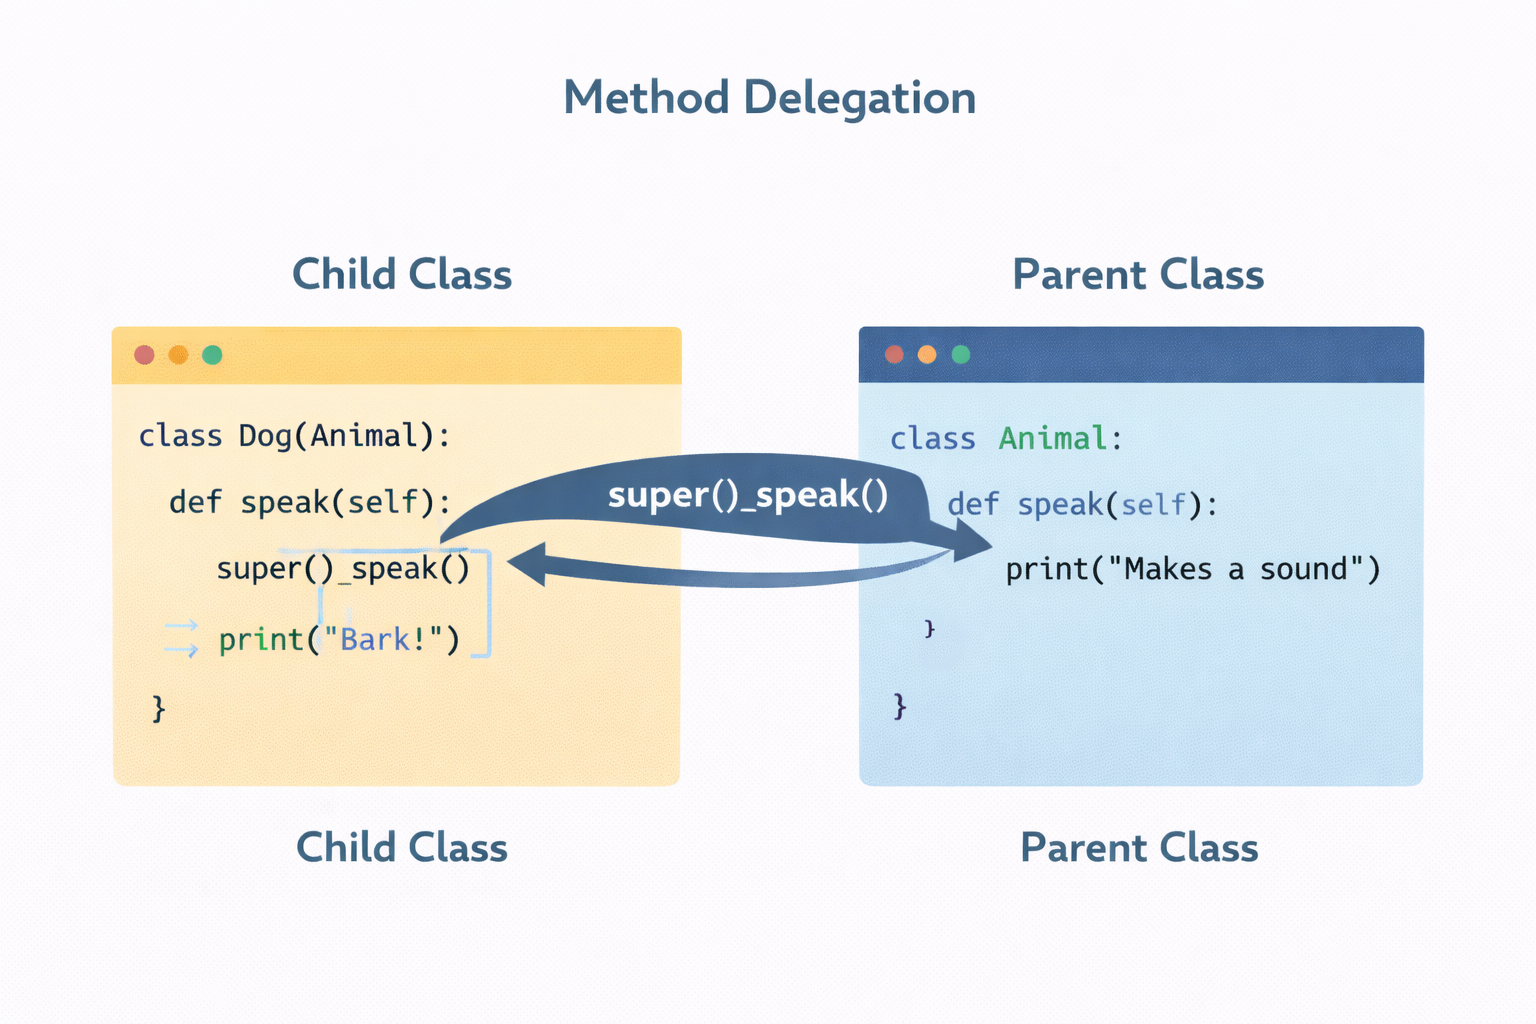 Method Delegation
Child Class
class Dog(Animal):
def speak(self):
super()_speak()
print("Bark!")
}
Child Class
super()_speak()
Parent Class
class Animal:
def speak(self):
print("Makes a sound")
}
}
Parent Class